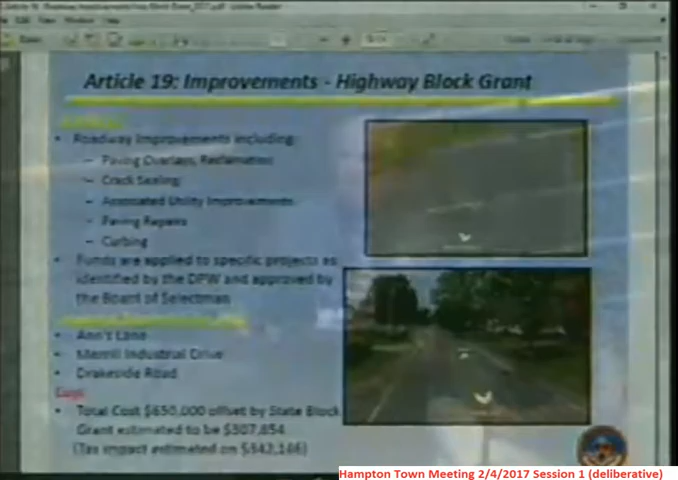 Article 19: Improvements - Highway Block Grant
• Roadway Improvements including:
– Paving Overlays, Reclamation
– Crack Sealing
– Associated Utility Improvements
– Paving Repairs
– Curbing
• Funds are applied to specific projects as
identified by the DPW and approved by
the Board of Selectman
• Ann's Lane
• Merrill Industrial Drive
• Drakeside Road
Cost
• Total Cost $650,000 offset by State Block
Grant estimated to be $307,854
(Tax impact estimated on $342,146)
Hampton Town Meeting 2/4/2017 Session 1 (deliberative)